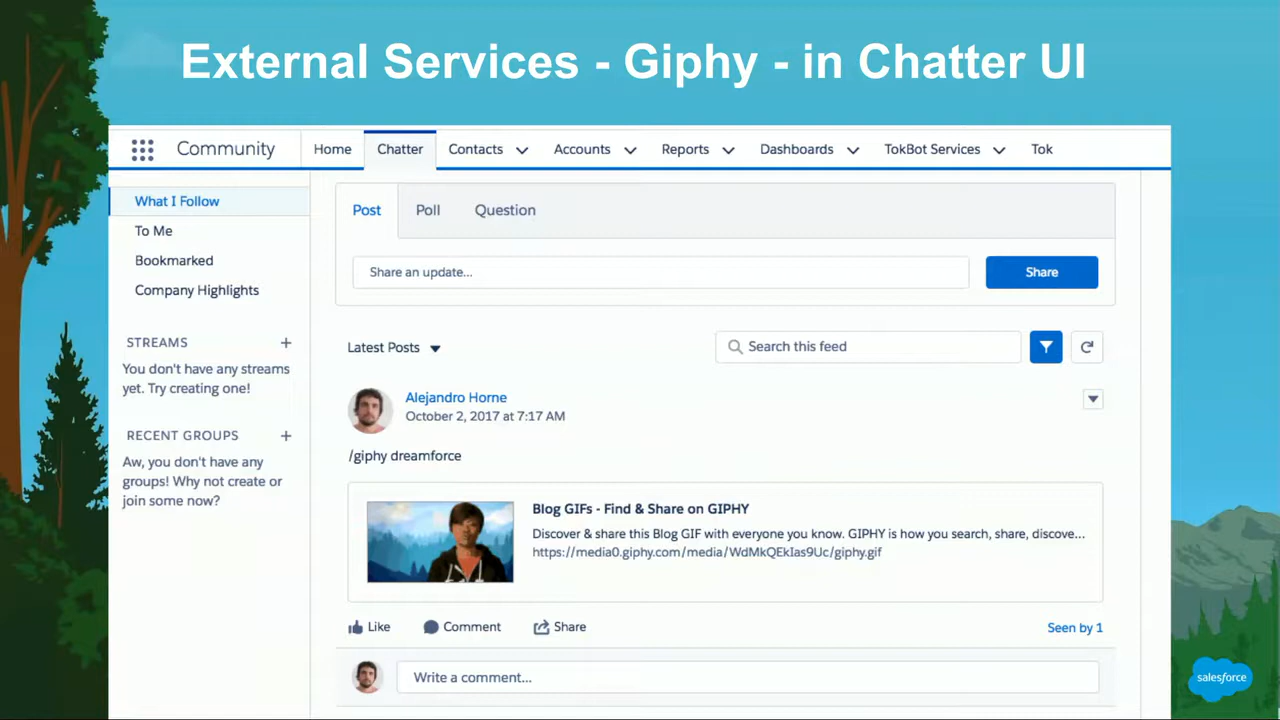 External Services - Giphy - in Chatter UI
Community
Home
Chatter
Contacts
Accounts
Reports
Dashboards
TokBot Services
Tok
What I Follow
To Me
Bookmarked
Company Highlights
STREAMS
You don't have any streams
yet. Try creating one!
RECENT GROUPS
Aw, you don't have any
groups! Why not create or
join some now?
Post
Poll
Question
Share an update...
Share
Latest Posts
Search this feed
Alejandro Horne
October 2, 2017 at 7:17 AM
/giphy dreamforce
Blog GIFs - Find & Share on GIPHY
Discover & share this Blog GIF with everyone you know. GIPHY is how you search, share, discove...
https://media0.giphy.com/media/WdMkQEkIas9Uc/giphy.gif
Like
Comment
Share
Seen by 1
Write a comment...
salesforce